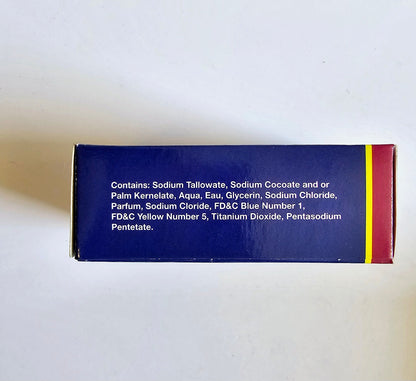 Contains: Sodium Tallowate, Sodium Cocoate and or
Palm Kernelate, Aqua, Eau, Glycerin, Sodium Chloride,
Parfum, Sodium Cloride, FD&C Blue Number 1,
FD&C Yellow Number 5, Titanium Dioxide, Pentasodium
Pentetate.